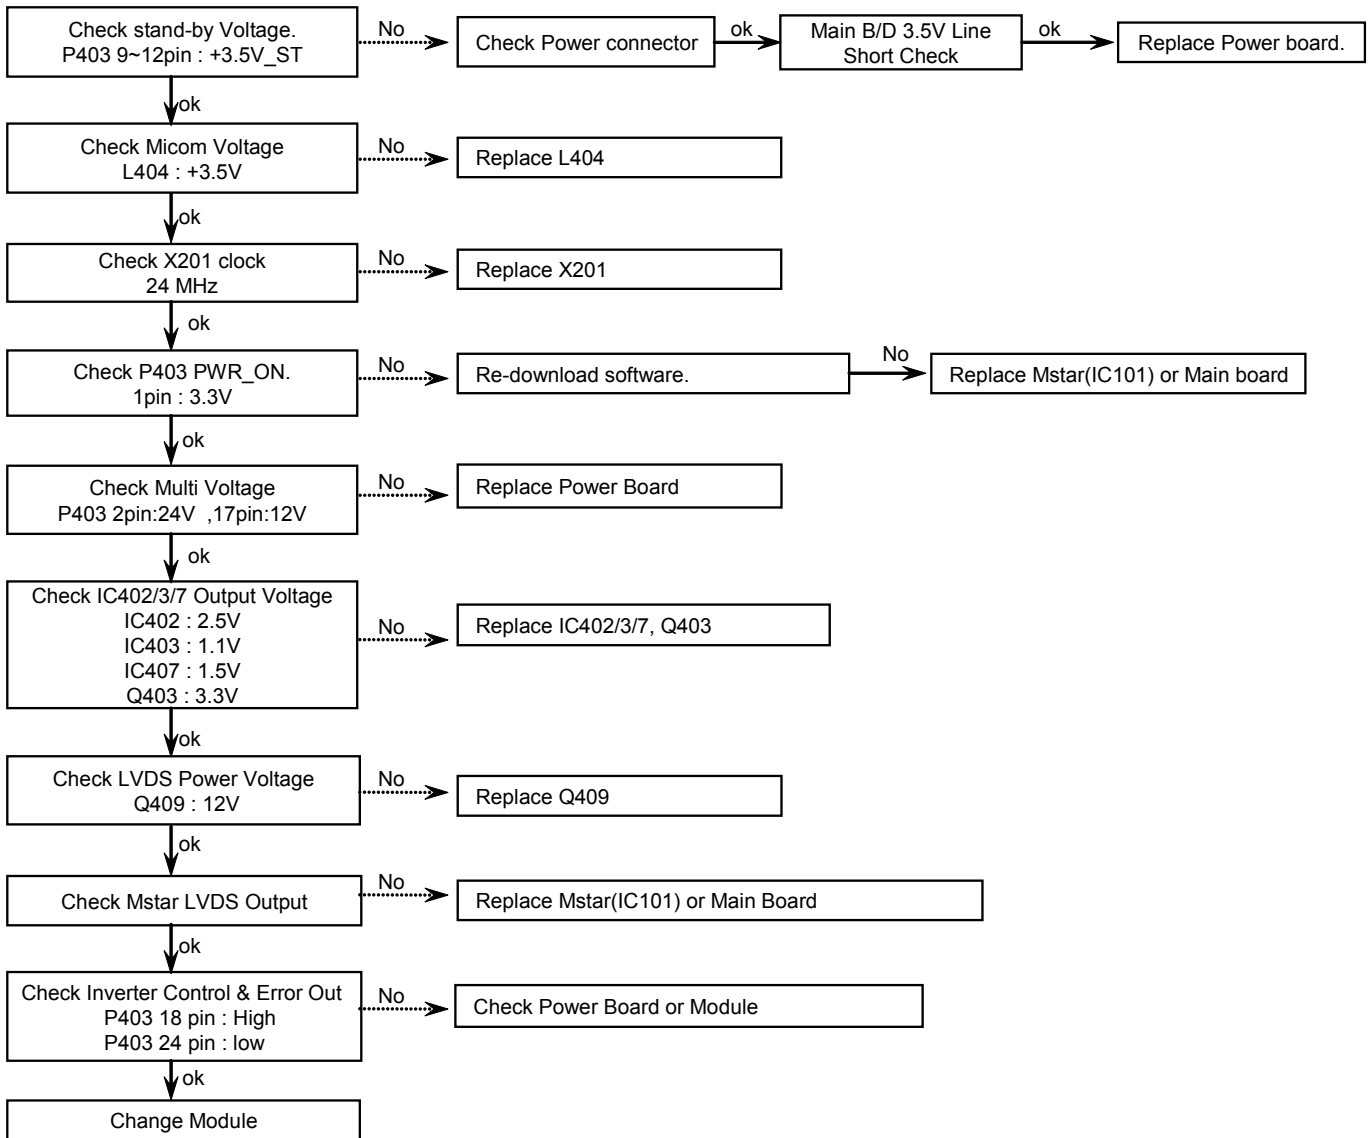 Check stand-by Voltage.
P403 9~12pin : +3.5V_ST
No
Check Power connector
ok
Main B/D 3.5V Line
Short Check
ok
Replace Power board.
ok
Check Micom Voltage
L404 : +3.5V
No
Replace L404
ok
Check X201 clock
24 MHz
No
Replace X201
ok
Check P403 PWR_ON.
1pin : 3.3V
No
Re-download software.
No
Replace Mstar(IC101) or Main board
ok
Check Multi Voltage
P403 2pin:24V ,17pin:12V
No
Replace Power Board
ok
Check IC402/3/7 Output Voltage
IC402 : 2.5V
IC403 : 1.1V
IC407 : 1.5V
Q403 : 3.3V
No
Replace IC402/3/7, Q403
ok
Check LVDS Power Voltage
Q409 : 12V
No
Replace Q409
ok
Check Mstar LVDS Output
No
Replace Mstar(IC101) or Main Board
ok
Check Inverter Control & Error Out
P403 18 pin : High
P403 24 pin : low
No
Check Power Board or Module
ok
Change Module